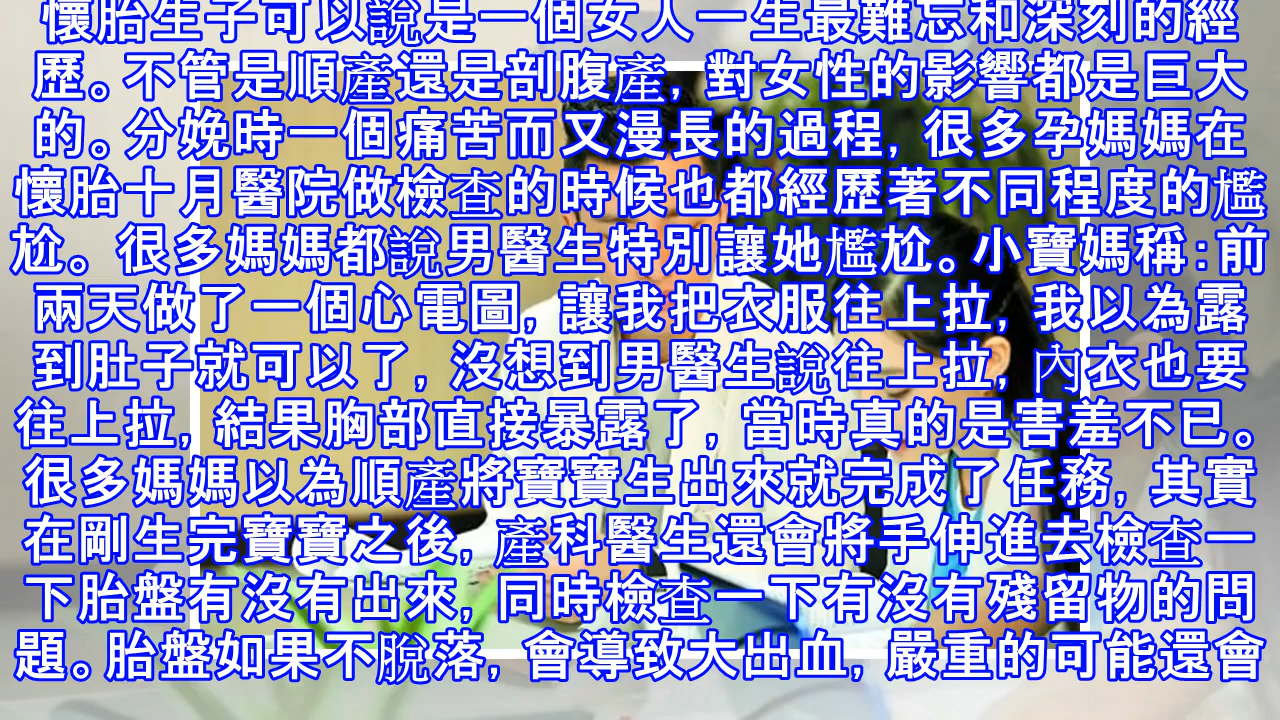 懷胎生子可以說是一個女人一生最難忘和深刻的經
歷。不管是順產還是剖腹產,對女性的影響都是巨大
的。分娩時一個痛苦而又漫長的過程,很多孕媽媽在
懷胎十月醫院做檢查的時候也都經歷著不同程度的尷
尬。很多媽媽都說男醫生特別讓她尷尬。小寶媽稱:前
兩天做了一個心電圖,讓我把衣服往上拉,我以為露
到肚子就可以了,沒想到男醫生說往上拉,內衣也要
往上拉,結果胸部直接暴露了,當時真的是害羞不已。
很多媽媽以為順產將寶寶生出來就完成了任務,其實
在剛生完寶寶之後,產科醫生還會將手伸進去檢查一
下胎盤有沒有出來,同時檢查一下有沒有殘留物的問
題。胎盤如果不脫落,會導致大出血,嚴重的可能還會